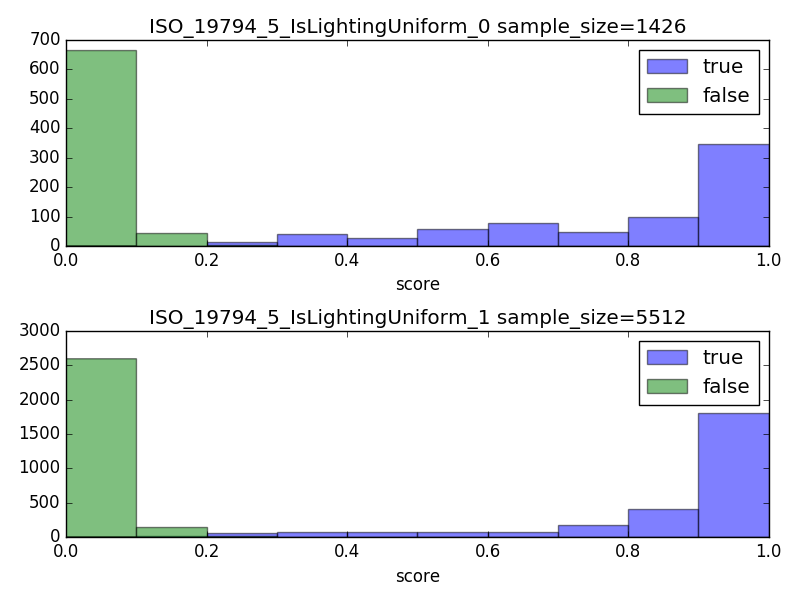 ISO_19794_5_IsLightingUniform_0 sample_size=1426
700
600
500
400
300
200
100
0
true
false
0.0 0.2 0.4 0.6 0.8 1.0
score
ISO_19794_5_IsLightingUniform_1 sample_size=5512
3000
2500
2000
1500
1000
500
0
true
false
0.0 0.2 0.4 0.6 0.8 1.0
score